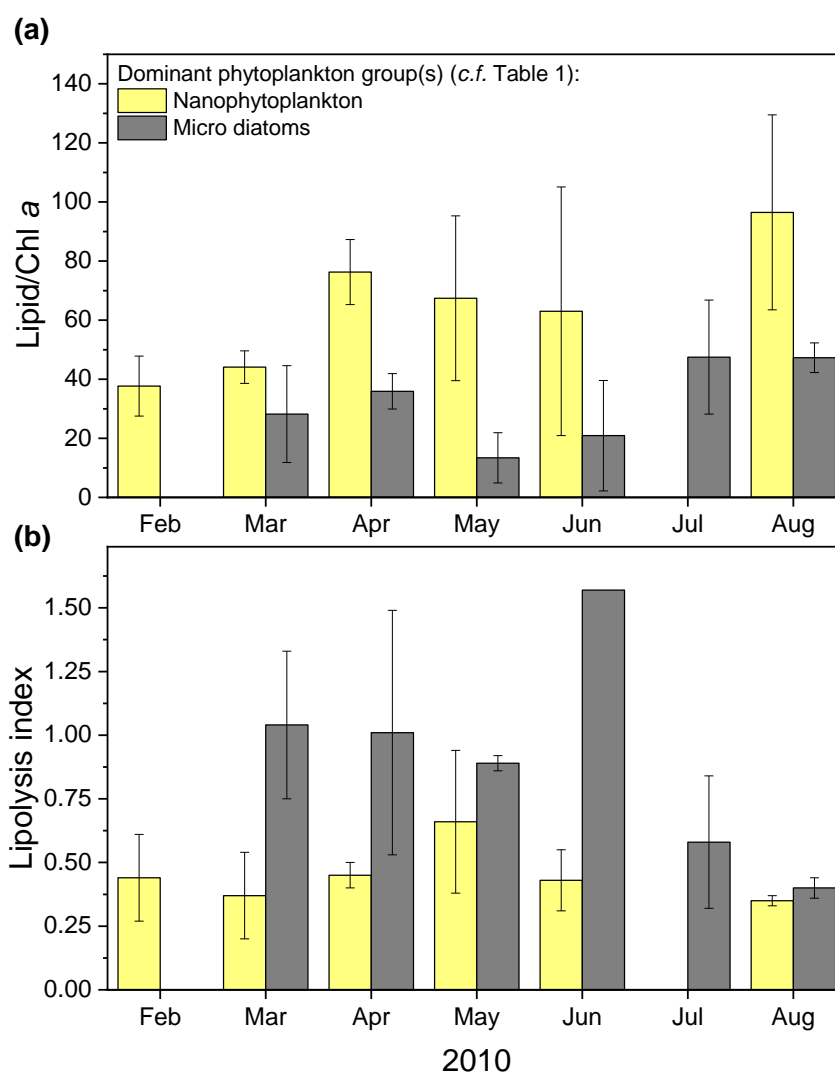 (a)
Dominant phytoplankton group(s) (c.f. Table 1):
Nanophytoplankton
Micro diatoms
Lipid/Chl a
140
120
100
80
60
40
20
0
Feb Mar Apr May Jun Jul Aug
(b)
Lipolysis index
1.50
1.25
1.00
0.75
0.50
0.25
0.00
Feb Mar Apr May Jun Jul Aug
2010